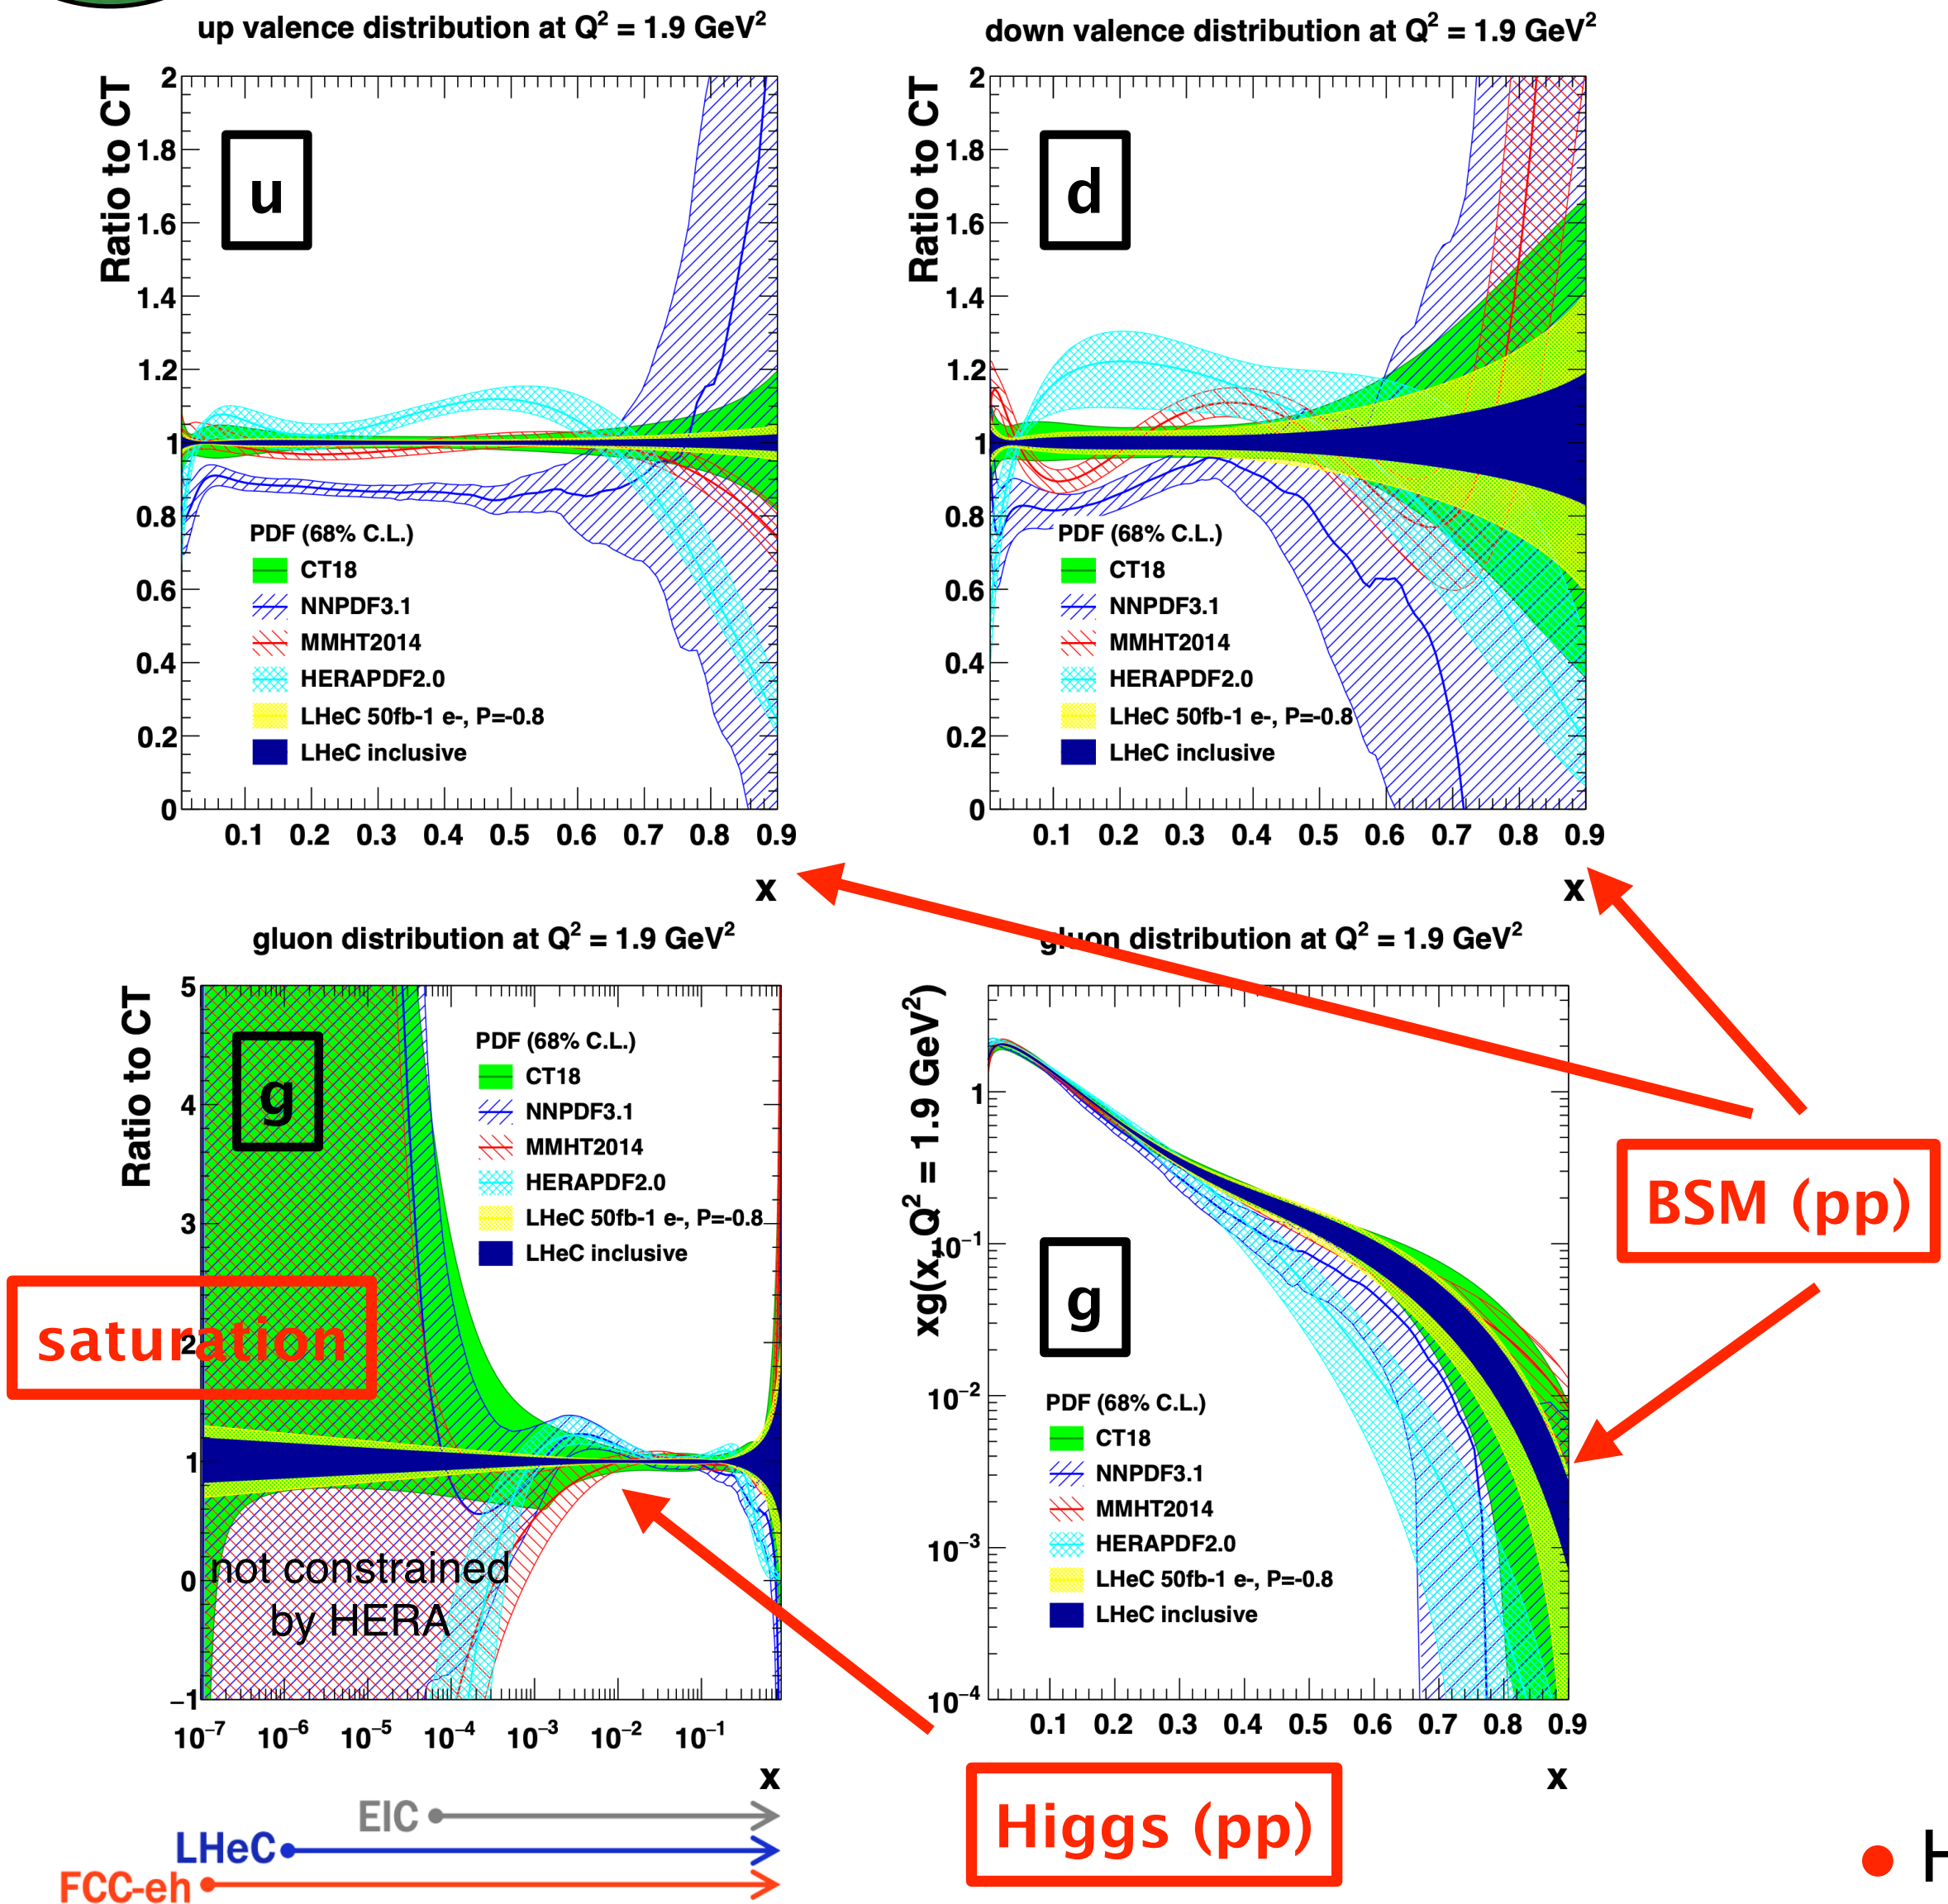 up valence distribution at Q² = 1.9 GeV²
Ratio to CT
2
1.8
1.6
1.4
1.2
1
0.8
0.6
0.4
0.2
0
u
PDF (68% C.L.)
CT18
NNPDF3.1
MMHT2014
HERAPDF2.0
LHeC 50fb-1 e-, P=-0.8
LHeC inclusive
0.1 0.2 0.3 0.4 0.5 0.6 0.7 0.8 0.9
x
down valence distribution at Q² = 1.9 GeV²
Ratio to CT
2
1.8
1.6
1.4
1.2
1
0.8
0.6
0.4
0.2
0
d
PDF (68% C.L.)
CT18
NNPDF3.1
MMHT2014
HERAPDF2.0
LHeC 50fb-1 e-, P=-0.8
LHeC inclusive
0.1 0.2 0.3 0.4 0.5 0.6 0.7 0.8 0.9
x
gluon distribution at Q² = 1.9 GeV²
Ratio to CT
5
4
3
2
1
0
−1
g
PDF (68% C.L.)
CT18
NNPDF3.1
MMHT2014
HERAPDF2.0
LHeC 50fb-1 e-, P=-0.8
LHeC inclusive
saturation
not constrained
by HERA
10⁻⁷ 10⁻⁶ 10⁻⁵ 10⁻⁴ 10⁻³ 10⁻² 10⁻¹
x
gluon distribution at Q² = 1.9 GeV²
xg(x,Q² = 1.9 GeV²)
1
10⁻¹
10⁻²
10⁻³
10⁻⁴
g
PDF (68% C.L.)
CT18
NNPDF3.1
MMHT2014
HERAPDF2.0
LHeC 50fb-1 e-, P=-0.8
LHeC inclusive
0.1 0.2 0.3 0.4 0.5 0.6 0.7 0.8 0.9
x
BSM (pp)
Higgs (pp)
EIC
LHeC
FCC-eh